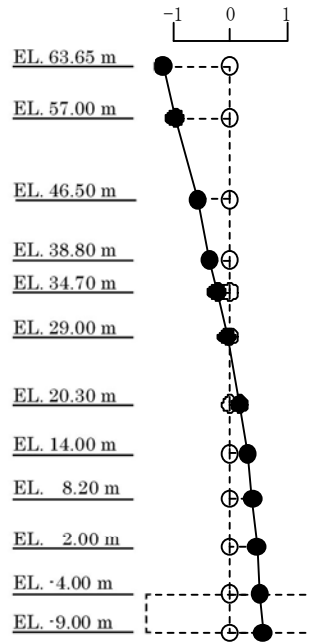 -1 0 1
EL. 63.65 m
EL. 57.00 m
EL. 46.50 m
EL. 38.80 m
EL. 34.70 m
EL. 29.00 m
EL. 20.30 m
EL. 14.00 m
EL. 8.20 m
EL. 2.00 m
EL. -4.00 m
EL. -9.00 m